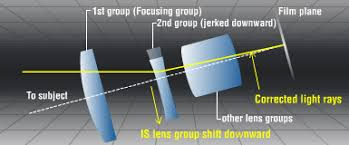 1st group (Focusing group)
2nd group (jerked downward)
Film plane
To subject
Corrected light rays
other lens groups
IS lens group shift downward